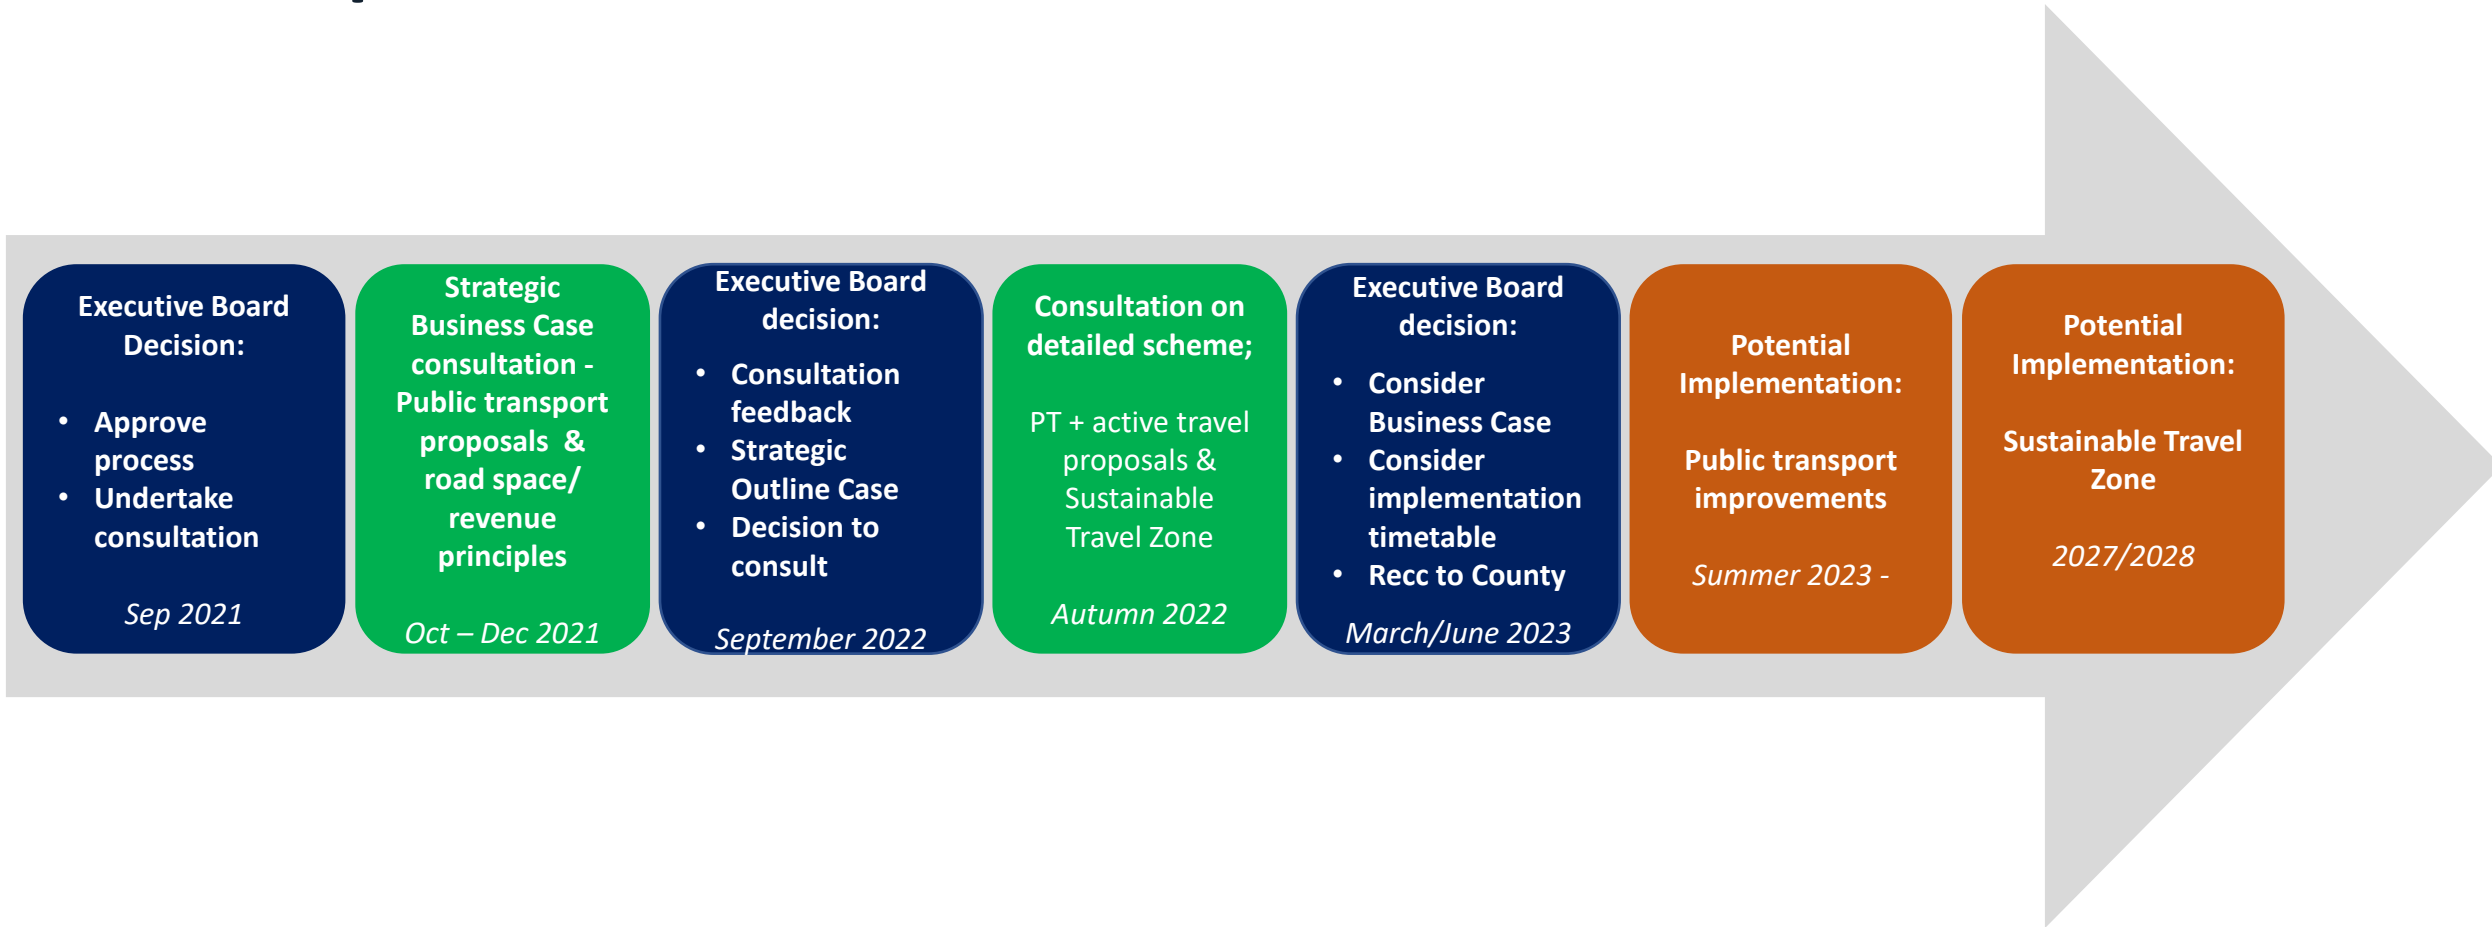 Executive Board
Decision:
• Approve
process
• Undertake
consultation
Sep 2021
Strategic
Business Case
consultation -
Public transport
proposals & 
road space/
revenue
principles
Oct – Dec 2021
Executive Board
decision:
• Consultation
feedback
• Strategic
Outline Case
• Decision to
consult
September 2022
Consultation on
detailed scheme;
PT + active travel
proposals &
Sustainable
Travel Zone
Autumn 2022
Executive Board
decision:
• Consider
Business Case
• Consider
implementation
timetable
• Recc to County
March/June 2023
Potential
Implementation:
Public transport
improvements
Summer 2023 -
Potential
Implementation:
Sustainable Travel
Zone
2027/2028